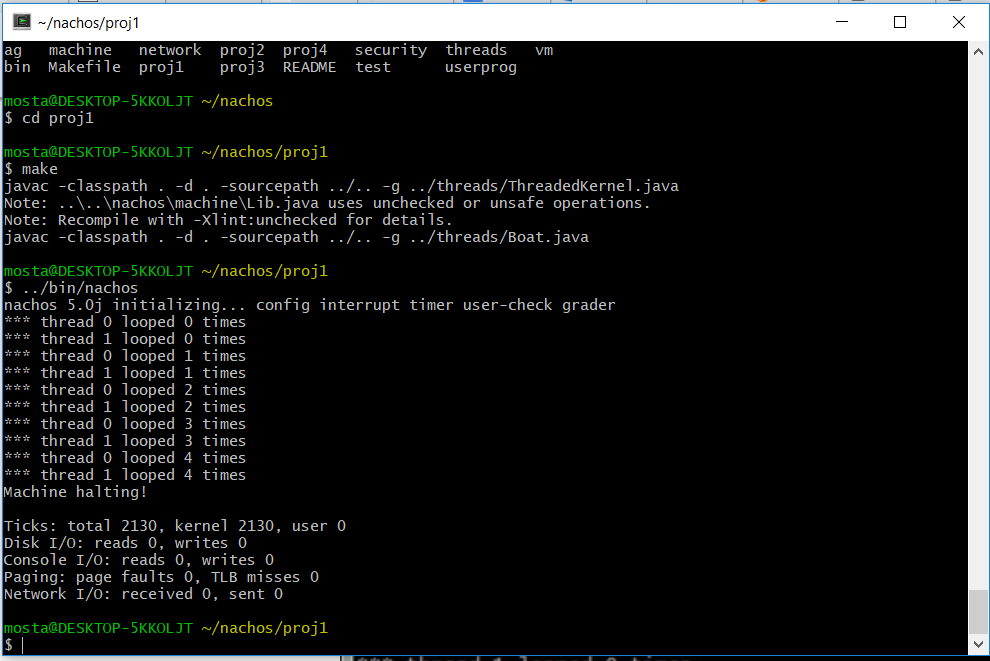 ~/nachos/proj1
ag machine network proj2 proj4 security threads vm
bin Makefile proj1 proj3 README test userprog
mosta@DESKTOP-5KKOLJT ~/nachos
$ cd proj1
mosta@DESKTOP-5KKOLJT ~/nachos/proj1
$ make
javac -classpath . -d . -sourcepath ../.. -g ../threads/ThreadedKernel.java
Note: ..\..\nachos\machine\Lib.java uses unchecked or unsafe operations.
Note: Recompile with -Xlint:unchecked for details.
javac -classpath . -d . -sourcepath ../.. -g ../threads/Boat.java
mosta@DESKTOP-5KKOLJT ~/nachos/proj1
$ ../bin/nachos
nachos 5.0j initializing... config interrupt timer user-check grader
*** thread 0 looped 0 times
*** thread 1 looped 0 times
*** thread 0 looped 1 times
*** thread 1 looped 1 times
*** thread 0 looped 2 times
*** thread 1 looped 2 times
*** thread 0 looped 3 times
*** thread 1 looped 3 times
*** thread 0 looped 4 times
*** thread 1 looped 4 times
Machine halting!
Ticks: total 2130, kernel 2130, user 0
Disk I/O: reads 0, writes 0
Console I/O: reads 0, writes 0
Paging: page faults 0, TLB misses 0
Network I/O: received 0, sent 0
mosta@DESKTOP-5KKOLJT ~/nachos/proj1
$